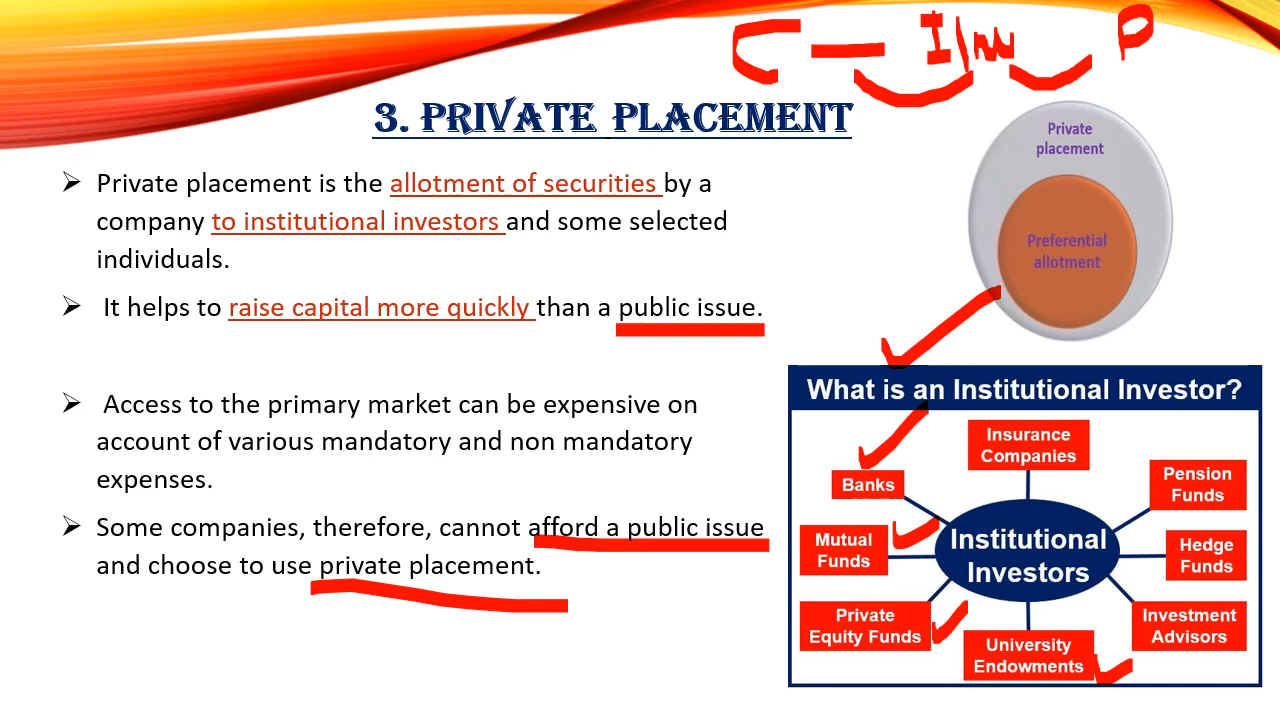 3. PRIVATE PLACEMENT
➢ Private placement is the allotment of securities by a
company to institutional investors and some selected
individuals.
➢ It helps to raise capital more quickly than a public issue.
➢ Access to the primary market can be expensive on
account of various mandatory and non mandatory
expenses.
➢ Some companies, therefore, cannot afford a public issue
and choose to use private placement.
C — I/m P
Private
placement
Preferential
allotment
What is an Institutional Investor?
Insurance
Companies
Banks
Pension
Funds
Mutual
Funds
Institutional
Investors
Hedge
Funds
Private
Equity Funds
University
Endowments
Investment
Advisors